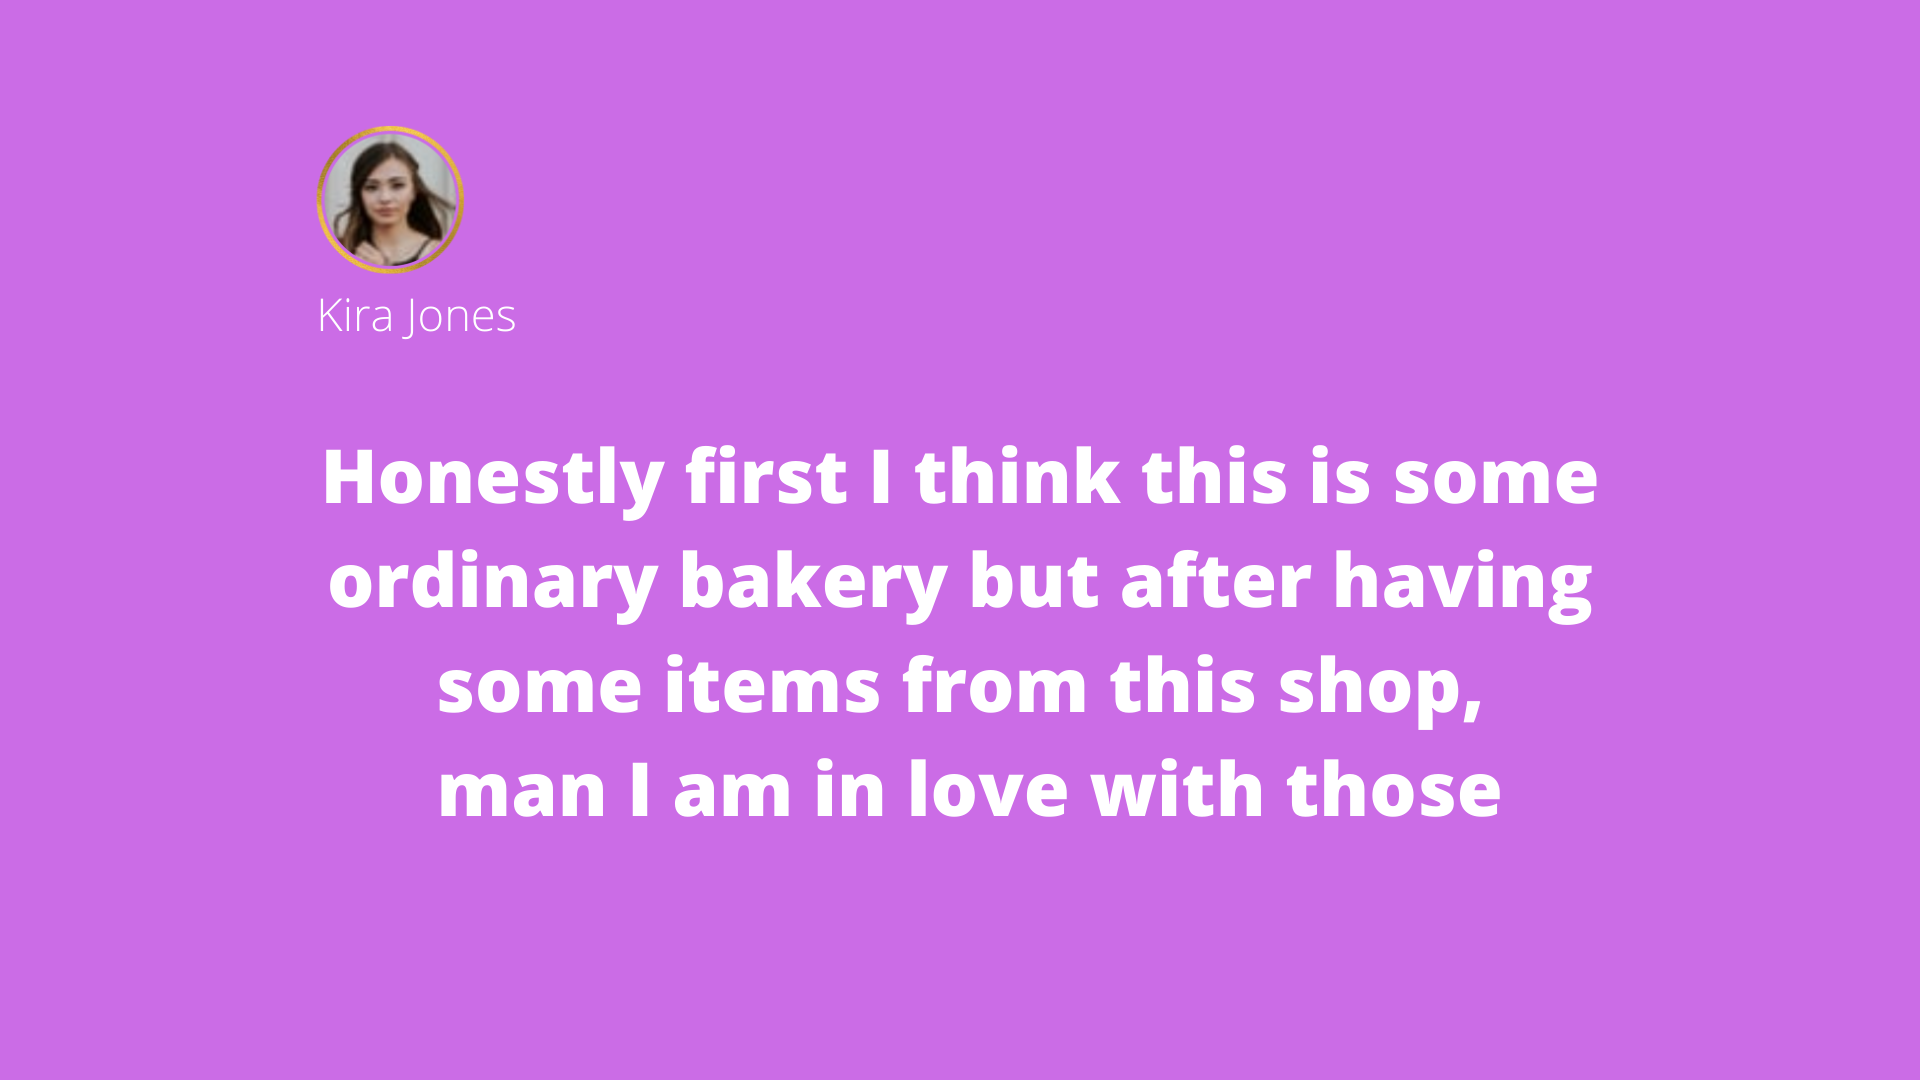 Kira Jones
Honestly first I think this is some
ordinary bakery but after having
some items from this shop,
man I am in love with those